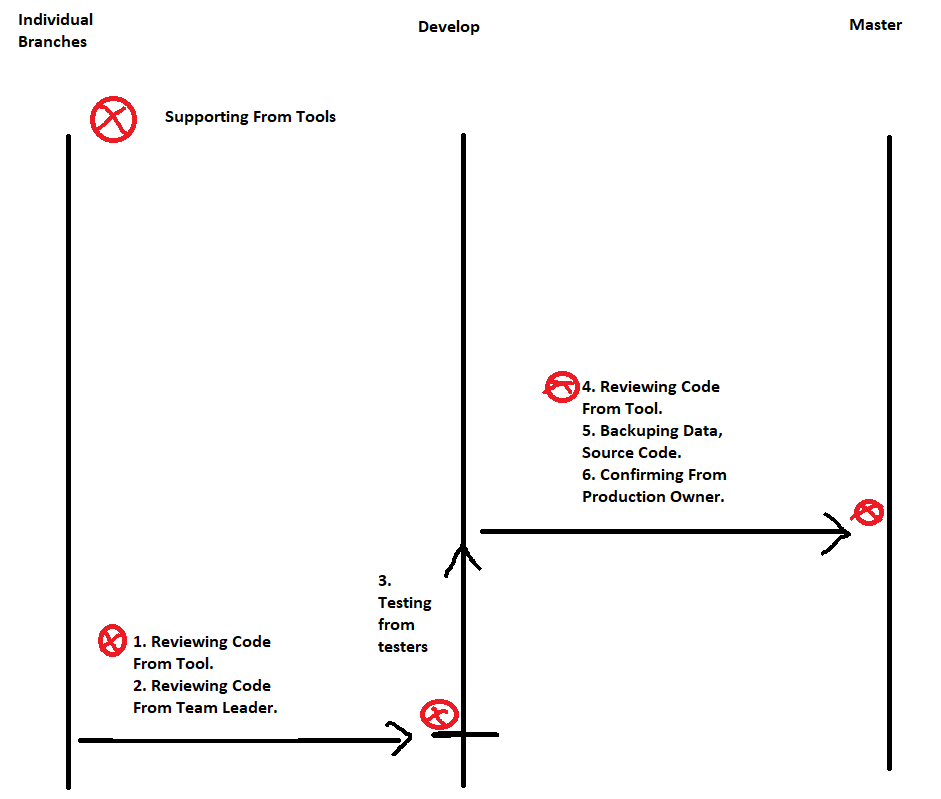 Individual
Branches
Develop
Master
Supporting From Tools
4. Reviewing Code
From Tool.
5. Backuping Data,
Source Code.
6. Confirming From
Production Owner.
3.
Testing
from
testers
1. Reviewing Code
From Tool.
2. Reviewing Code
From Team Leader.